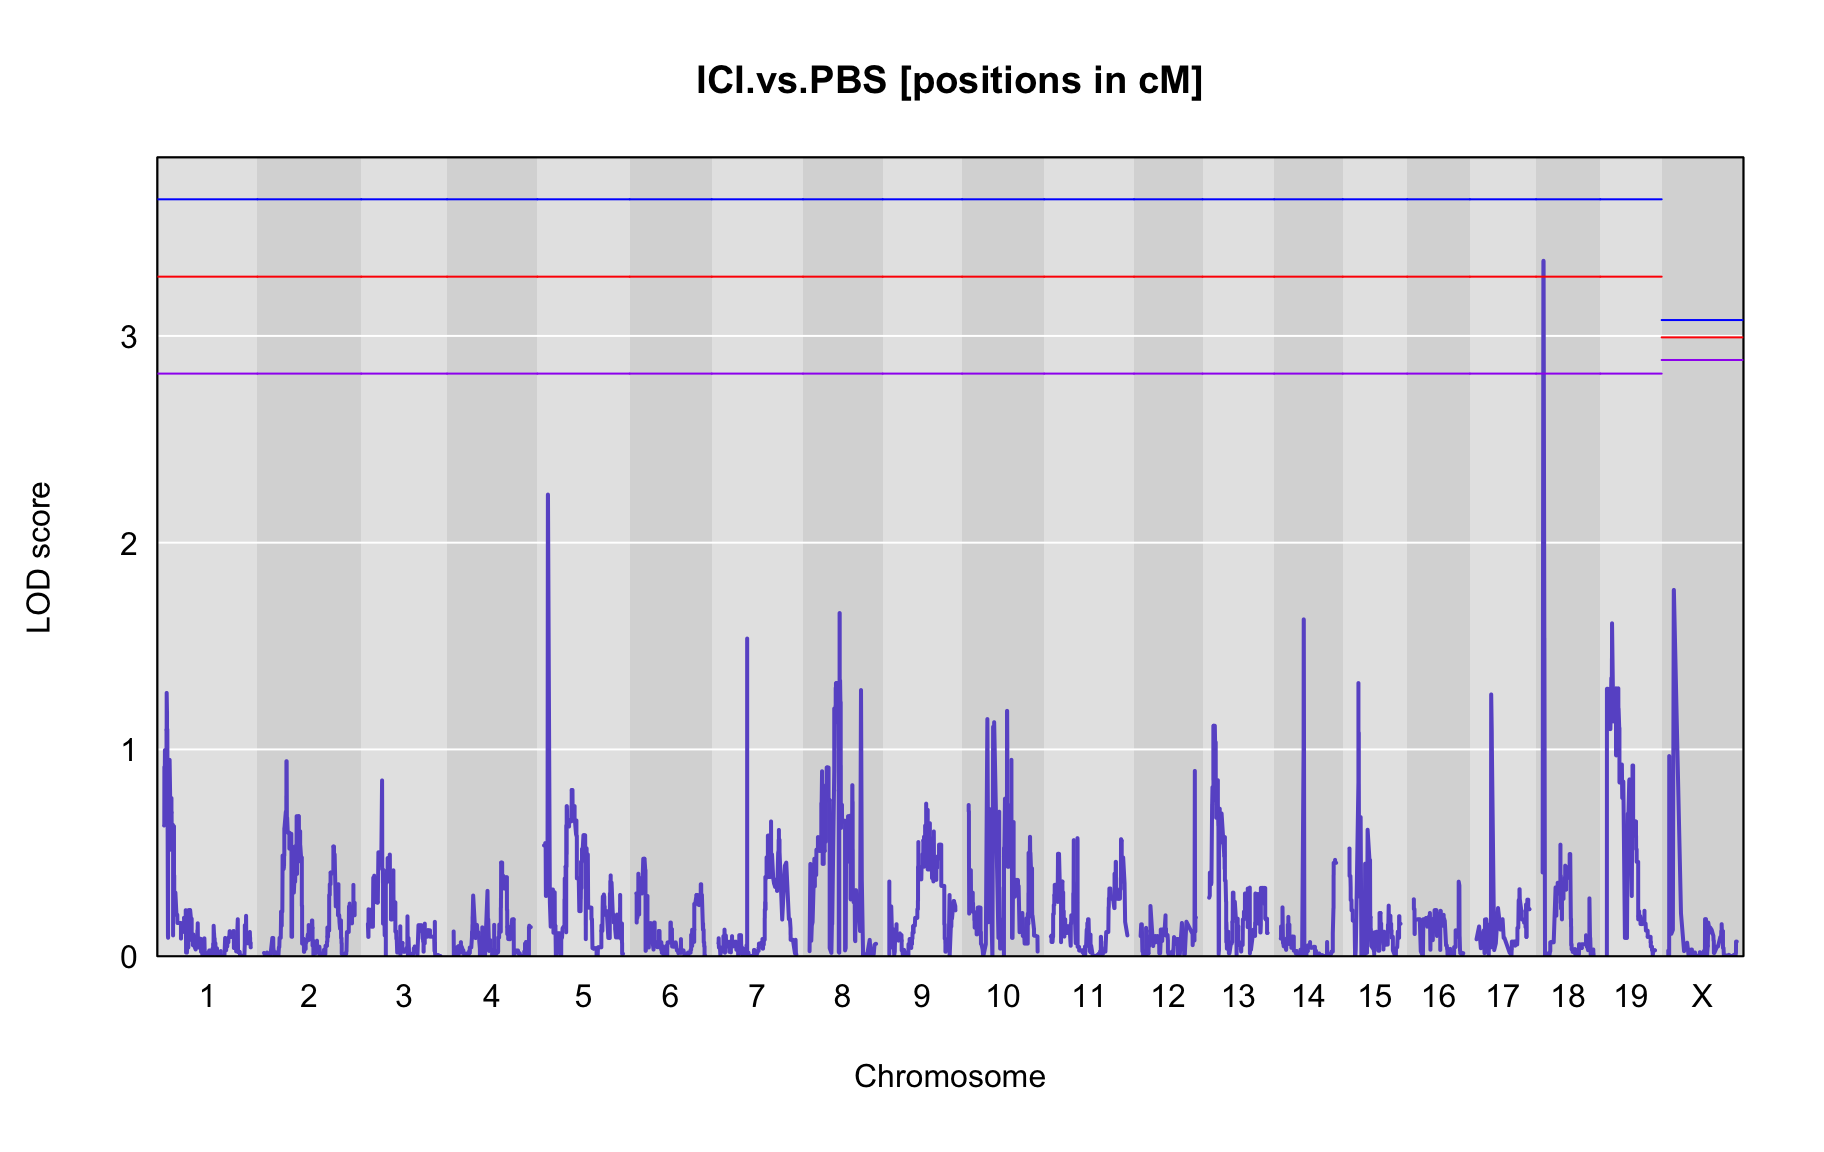 ICI.vs.PBS [positions in cM]
LOD score
3
2
1
0
1 2 3 4 5 6 7 8 9 10 11 12 13 14 15 16 17 18 19 X
Chromosome